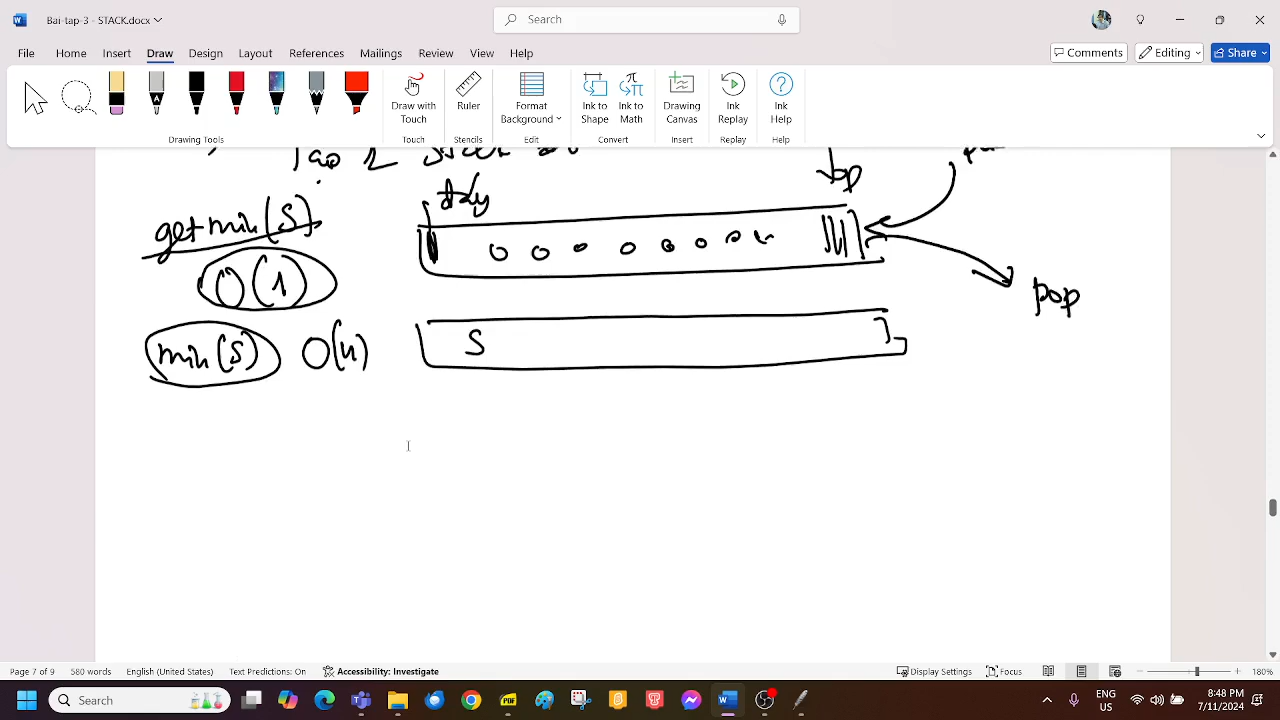 Bai-tap-3 - STACK.docx
Search
File Home Insert Draw Design Layout References Mailings Review View Help
Comments Editing Share
Draw with Touch
Ruler
Format Background
Ink to Shape
Ink to Math
Drawing Canvas
Ink Replay
Ink Help
Drawing Tools Touch Stencils Edit Convert Insert Replay Help
đáy
getmin(S)
O(1)
pop
min(S) O(n)
S
Page 7 of 9 580 words English (United States) Text Predictions: On Accessibility: Investigate Display Settings Focus 180%
Search
ENG
US
8:48 PM
7/11/2024